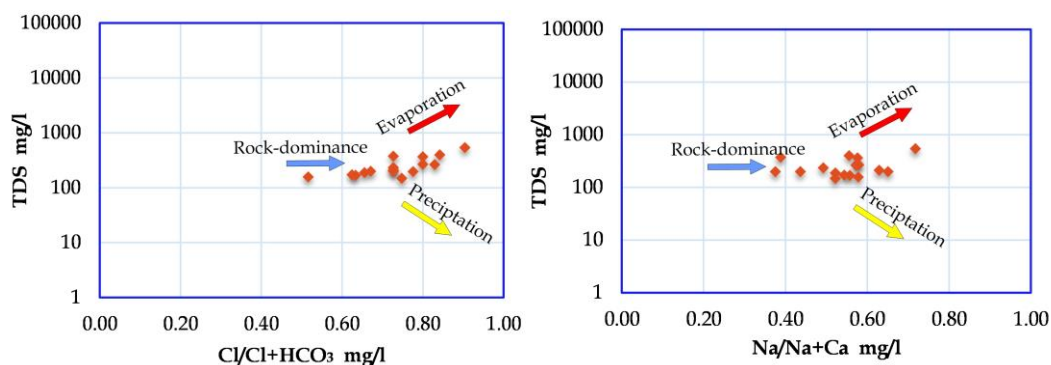 100000
10000
1000
100
10
1
TDS mg/l
Evaporation
Rock-dominance
Preciptation
0.00 0.20 0.40 0.60 0.80 1.00
Cl/Cl+HCO₃ mg/l
100000
10000
1000
100
10
1
TDS mg/l
Evaporation
Rock-dominance
Preciptation
0.00 0.20 0.40 0.60 0.80 1.00
Na/Na+Ca mg/l